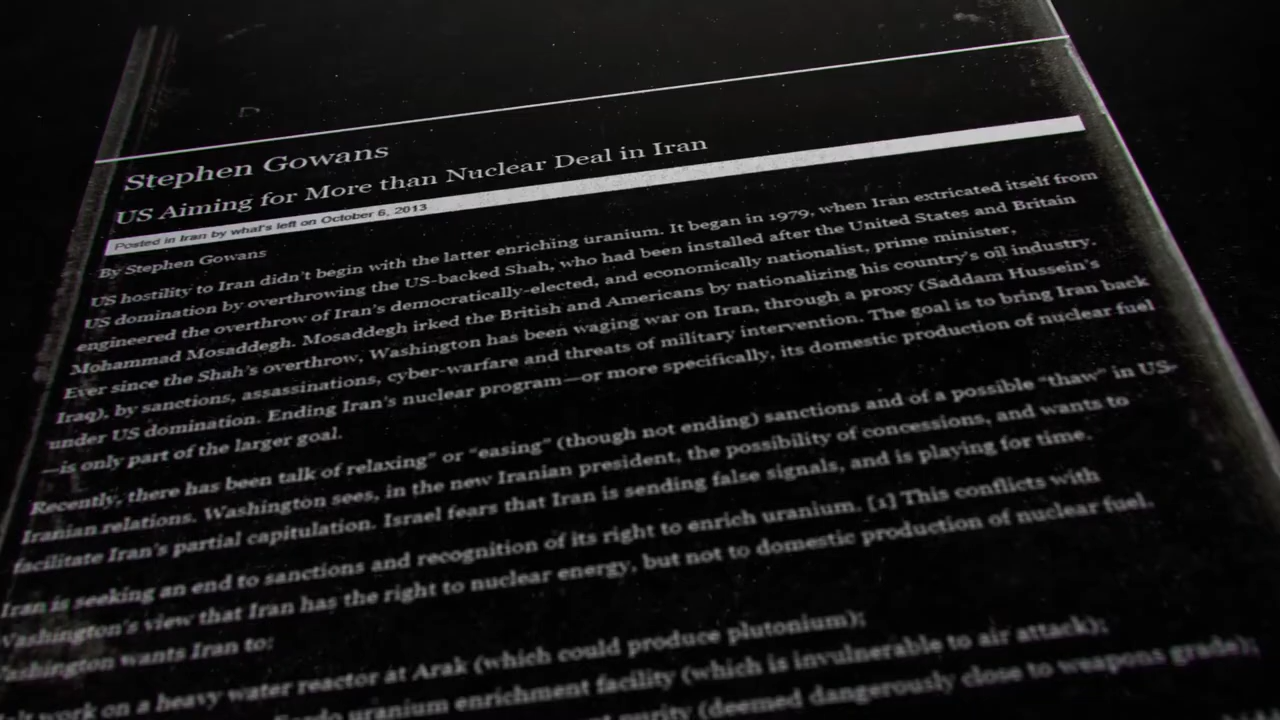 Stephen Gowans
US Aiming for More than Nuclear Deal in Iran
Posted in Iran by what's left on October 6, 2013
By Stephen Gowans
US hostility to Iran didn't begin with the latter enriching uranium. It began in 1979, when Iran extricated itself from
US domination by overthrowing the US-backed Shah, who had been installed after the United States and Britain
engineered the overthrow of Iran's democratically-elected, and economically nationalist, prime minister,
Mohammad Mosaddegh. Mosaddegh irked the British and Americans by nationalizing his country's oil industry.
Ever since the Shah's overthrow, Washington has been waging war on Iran, through a proxy (Saddam Hussein's
Iraq), by sanctions, assassinations, cyber-warfare and threats of military intervention. The goal is to bring Iran back
under US domination. Ending Iran's nuclear program—or more specifically, its domestic production of nuclear fuel
—is only part of the larger goal.
Recently, there has been talk of relaxing" or "easing" (though not ending) sanctions and of a possible "thaw" in US-
Iranian relations. Washington sees, in the new Iranian president, the possibility of concessions, and wants to
facilitate Iran's partial capitulation. Israel fears that Iran is sending false signals, and is playing for time.
Iran is seeking an end to sanctions and recognition of its right to enrich uranium. [1] This conflicts with
Washington's view that Iran has the right to nuclear energy, but not to domestic production of nuclear fuel.
Washington wants Iran to:
work on a heavy water reactor at Arak (which could produce plutonium);
uranium enrichment facility (which is invulnerable to air attack);
purity (deemed dangerously close to weapons grade);